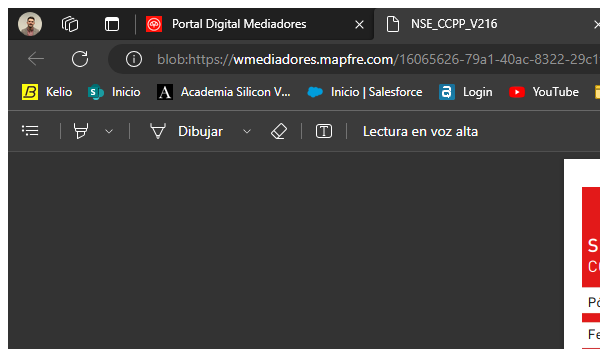 Portal Digital Mediadores
NSE_CCPP_V216
blob:https://wmediadores.mapfre.com/16065626-79a1-40ac-8322-29c1
Kelio
Inicio
Academia Silicon V...
Inicio | Salesforce
Login
YouTube
Dibujar
Lectura en voz alta
S
C
Pó
Fe